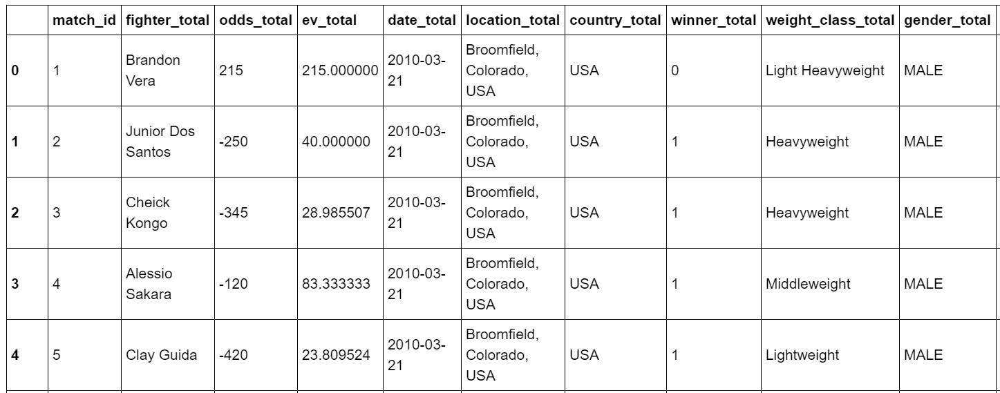 match_id fighter_total odds_total ev_total date_total location_total country_total winner_total weight_class_total gender_total
0 1 Brandon Vera 215 215.000000 2010-03-21 Broomfield, Colorado, USA USA 0 Light Heavyweight MALE
1 2 Junior Dos Santos -250 40.000000 2010-03-21 Broomfield, Colorado, USA USA 1 Heavyweight MALE
2 3 Cheick Kongo -345 28.985507 2010-03-21 Broomfield, Colorado, USA USA 1 Heavyweight MALE
3 4 Alessio Sakara -120 83.333333 2010-03-21 Broomfield, Colorado, USA USA 1 Middleweight MALE
4 5 Clay Guida -420 23.809524 2010-03-21 Broomfield, Colorado, USA USA 1 Lightweight MALE